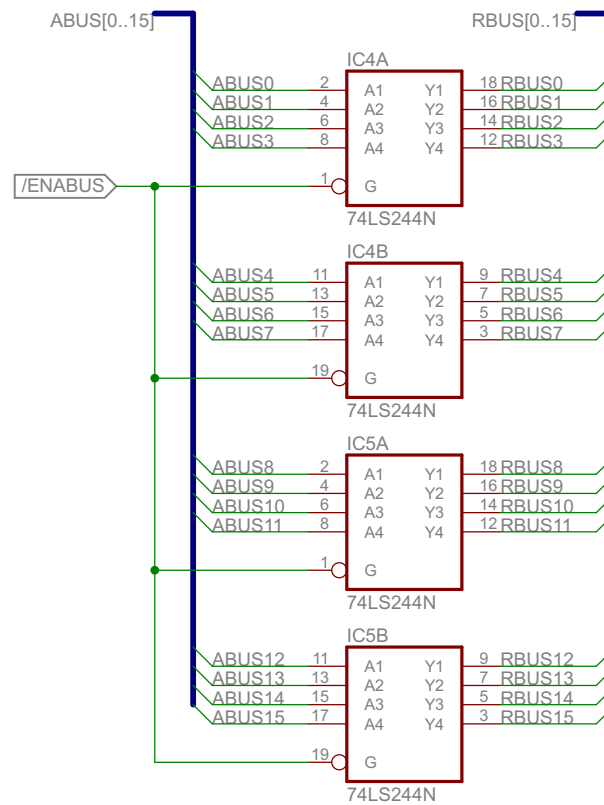 ABUS[0..15] RBUS[0..15]
IC4A
ABUS0 2 A1 Y1 18 RBUS0
ABUS1 4 A2 Y2 16 RBUS1
ABUS2 6 A3 Y3 14 RBUS2
ABUS3 8 A4 Y4 12 RBUS3
/ENABUS 1 G
74LS244N
IC4B
ABUS4 11 A1 Y1 9 RBUS4
ABUS5 13 A2 Y2 7 RBUS5
ABUS6 15 A3 Y3 5 RBUS6
ABUS7 17 A4 Y4 3 RBUS7
19 G
74LS244N
IC5A
ABUS8 2 A1 Y1 18 RBUS8
ABUS9 4 A2 Y2 16 RBUS9
ABUS10 6 A3 Y3 14 RBUS10
ABUS11 8 A4 Y4 12 RBUS11
1 G
74LS244N
IC5B
ABUS12 11 A1 Y1 9 RBUS12
ABUS13 13 A2 Y2 7 RBUS13
ABUS14 15 A3 Y3 5 RBUS14
ABUS15 17 A4 Y4 3 RBUS15
19 G
74LS244N